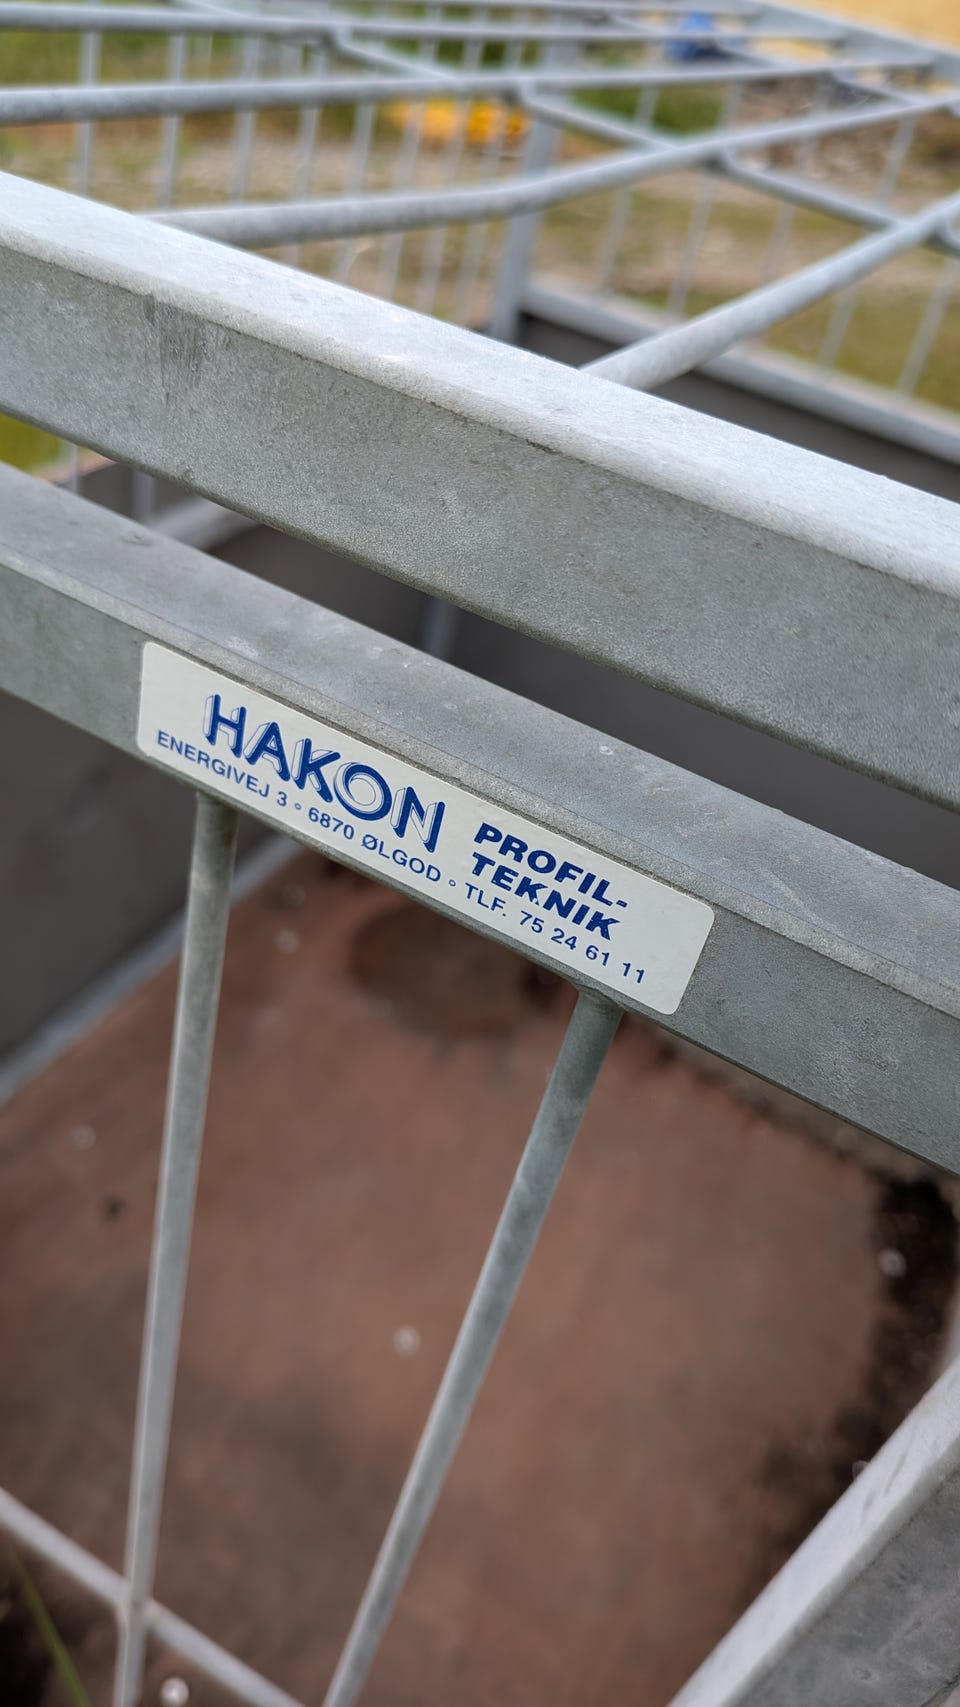 HAKON PROFIL-
TEKNIK
ENERGIVEJ 3 ° 6870 ØLGOD ° TLF. 75 24 61 11